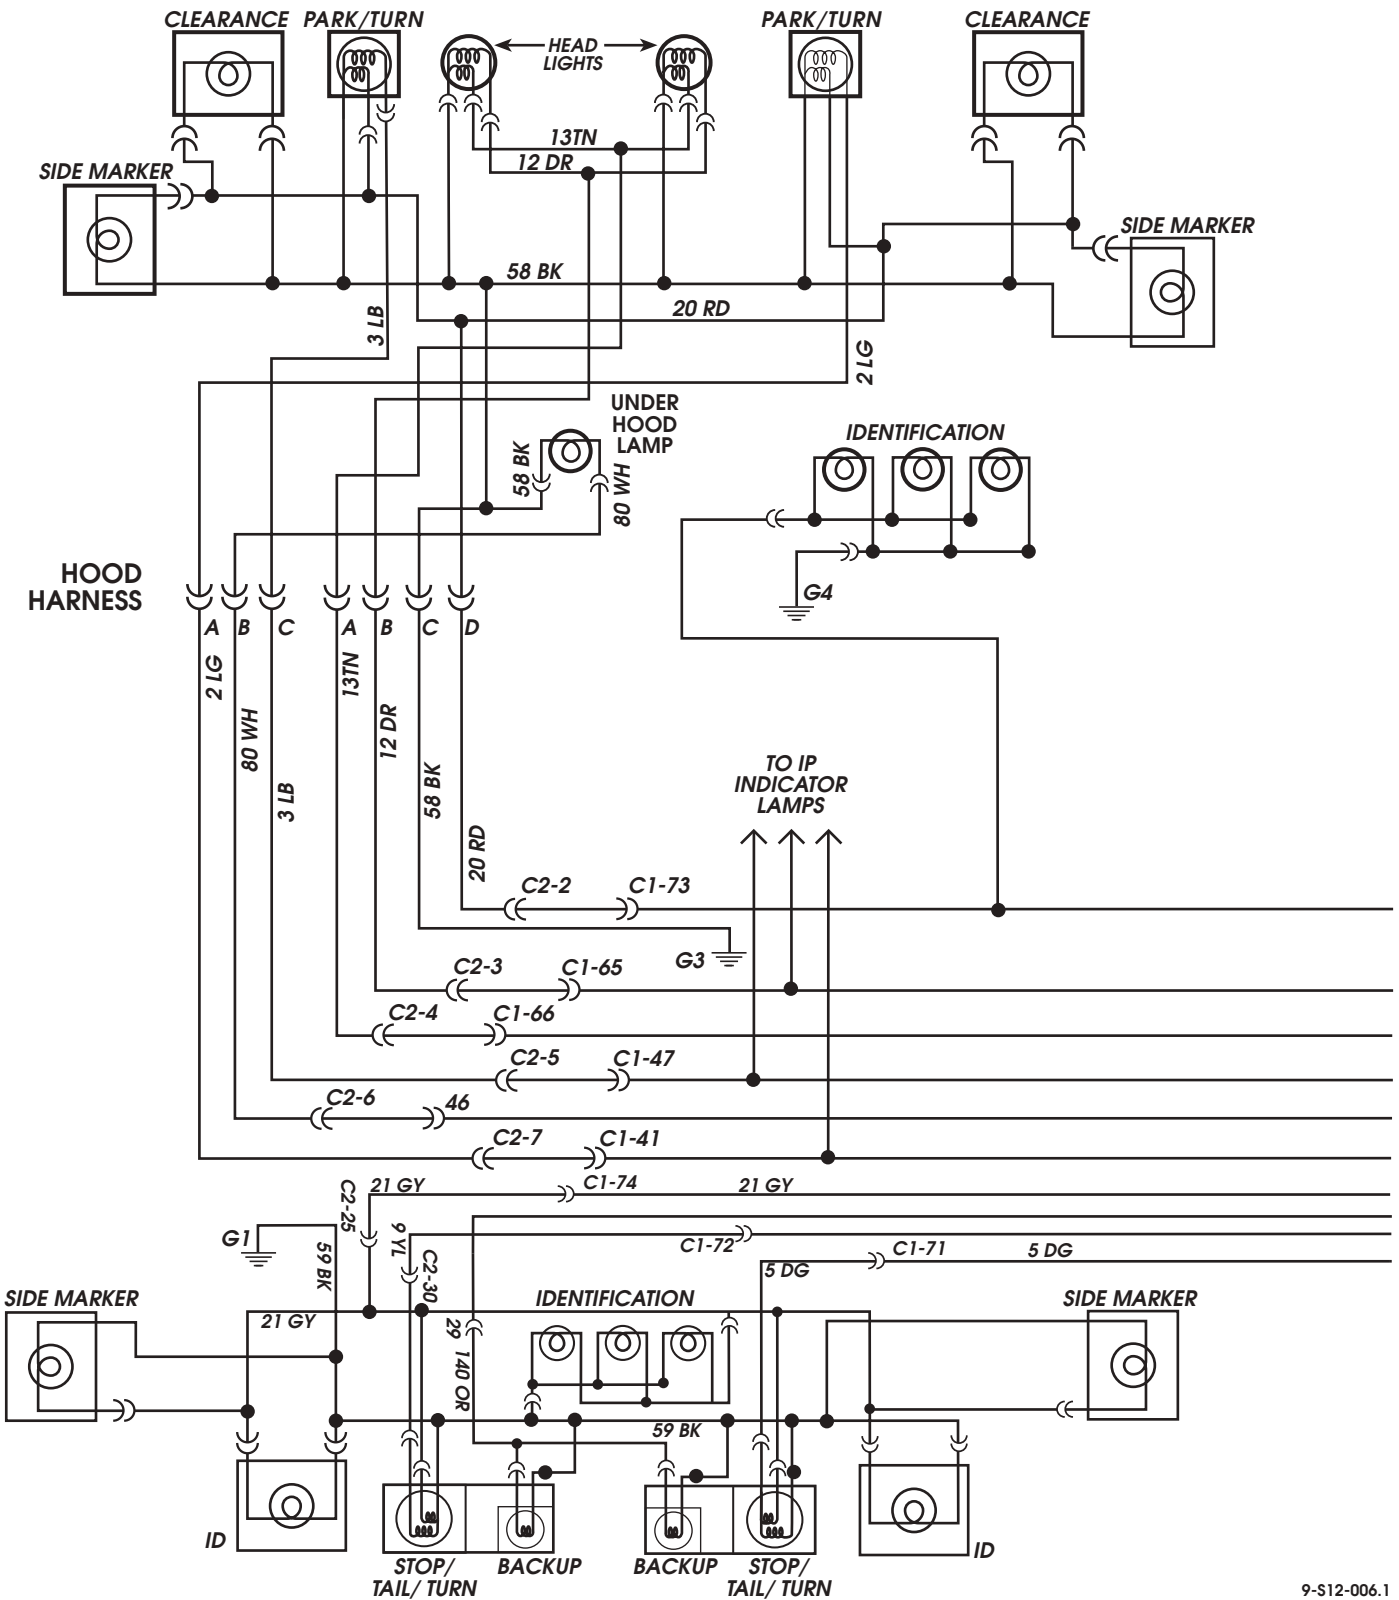 CLEARANCE
PARK/TURN
HEAD
LIGHTS
PARK/TURN
CLEARANCE
13TN
12 DR
SIDE MARKER
SIDE MARKER
58 BK
20 RD
3 LB
2 LG
UNDER
HOOD
LAMP
58 BK
80 WH
IDENTIFICATION
G4
HOOD
HARNESS
A
B
C
A
B
C
D
2 LG
80 WH
3 LB
13TN
12 DR
58 BK
20 RD
TO IP
INDICATOR
LAMPS
C2-2
C1-73
G3
C2-3
C1-65
C2-4
C1-66
C2-5
C1-47
C2-6
46
C2-7
C1-41
C2-25
21 GY
C1-74
21 GY
G1
59 BK
9 YL
C2-30
C1-72
C1-71
5 DG
5 DG
SIDE MARKER
21 GY
IDENTIFICATION
SIDE MARKER
29
140 OR
59 BK
ID
STOP/
TAIL/ TURN
BACKUP
BACKUP
STOP/
TAIL/ TURN
ID
9-S12-006.1